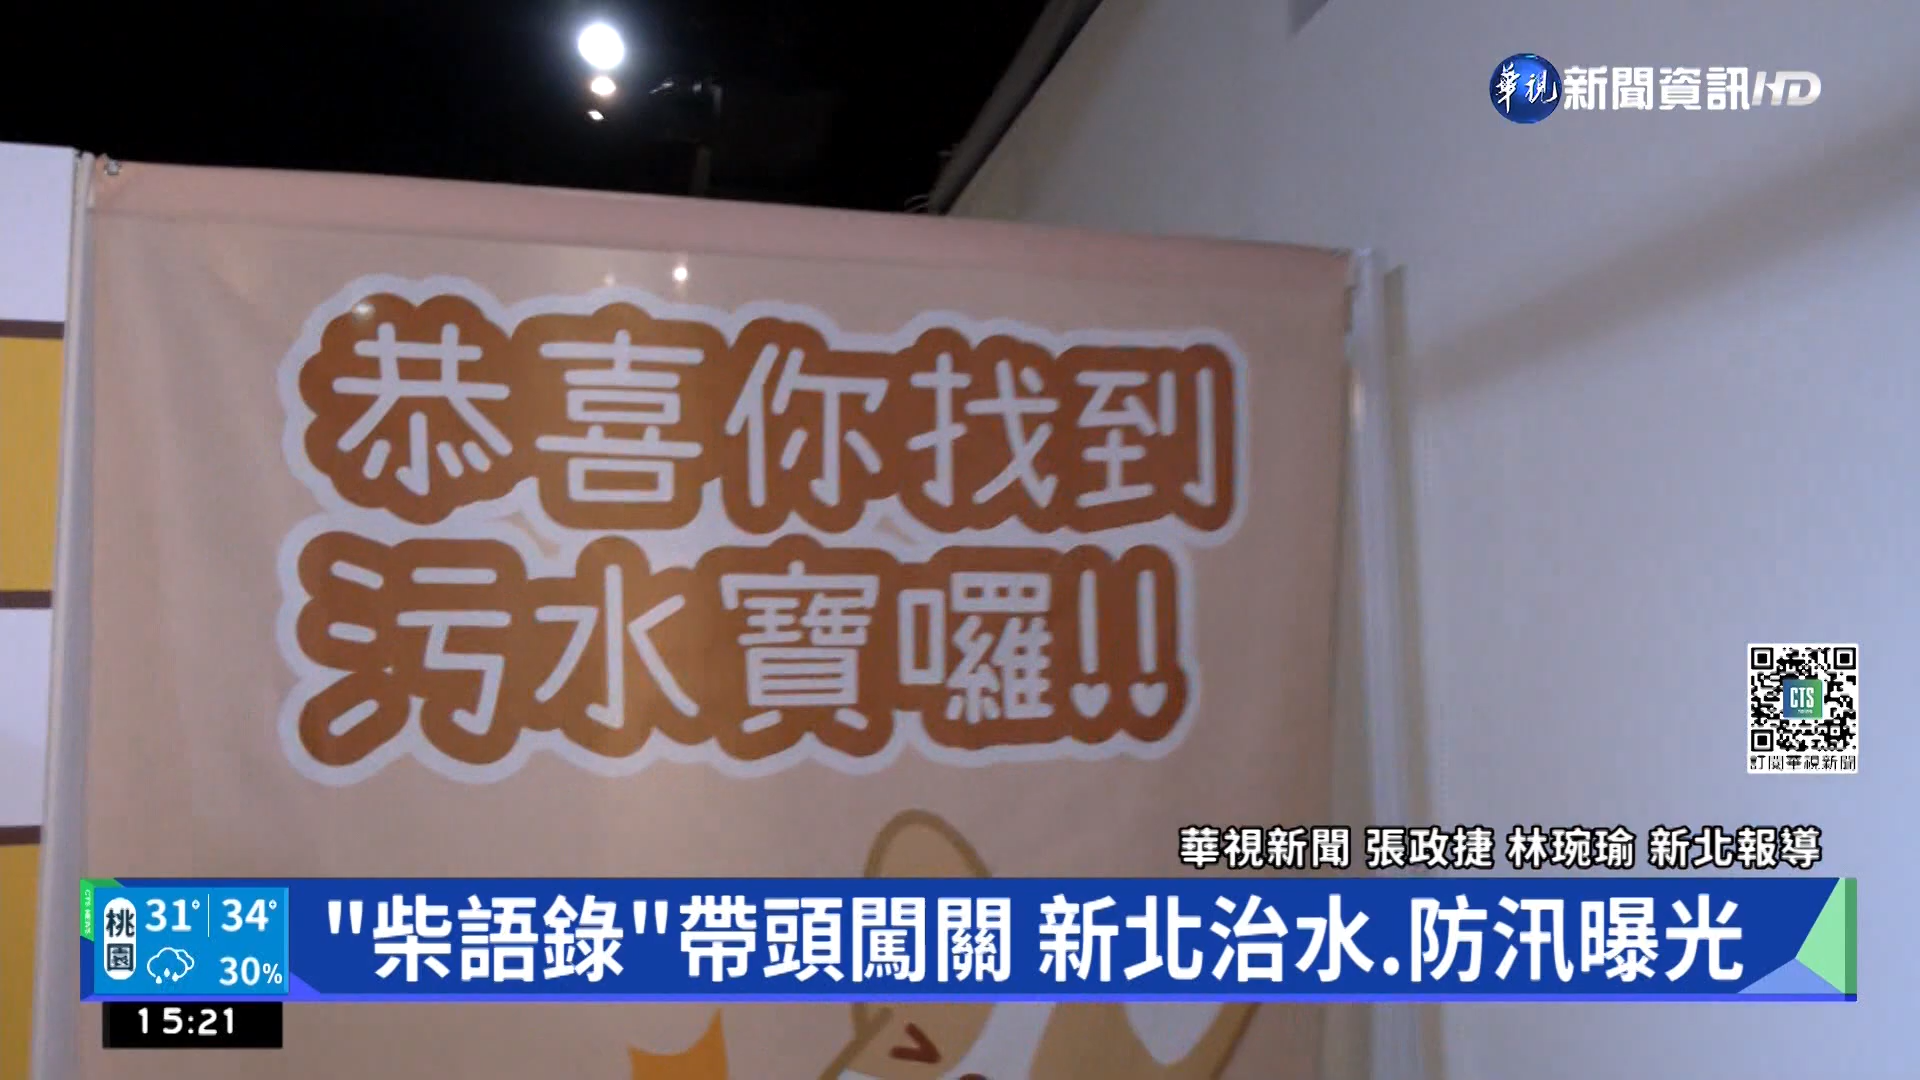 華視 新聞資訊HD
恭喜你找到
污水寶囉!!
CTS
訂閱華視新聞
華視新聞 張政捷 林琬瑜 新北報導
CTS NEWS
桃園
31° 34°
30%
"柴語錄"帶頭闖關 新北治水.防汛曝光
15:21